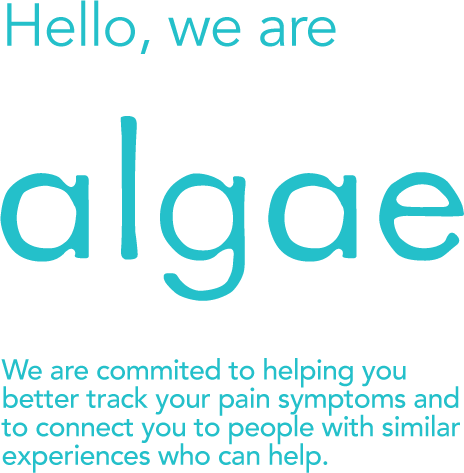 Hello, we are
algae
We are commited to helping you
better track your pain symptoms and
to connect you to people with similar
experiences who can help.